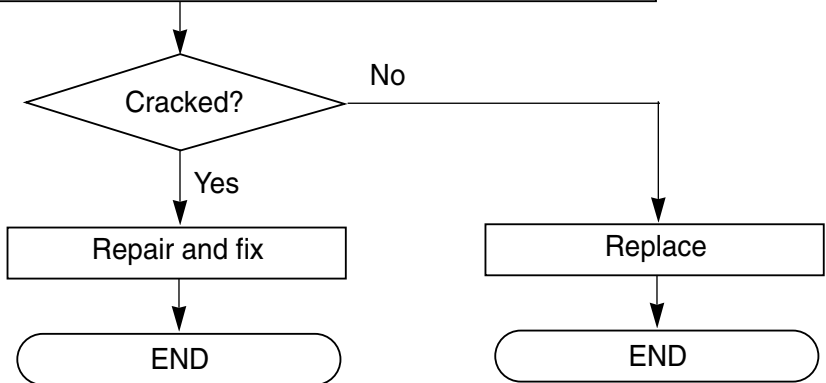 Cracked?
No
Yes
Repair and fix
Replace
END
END